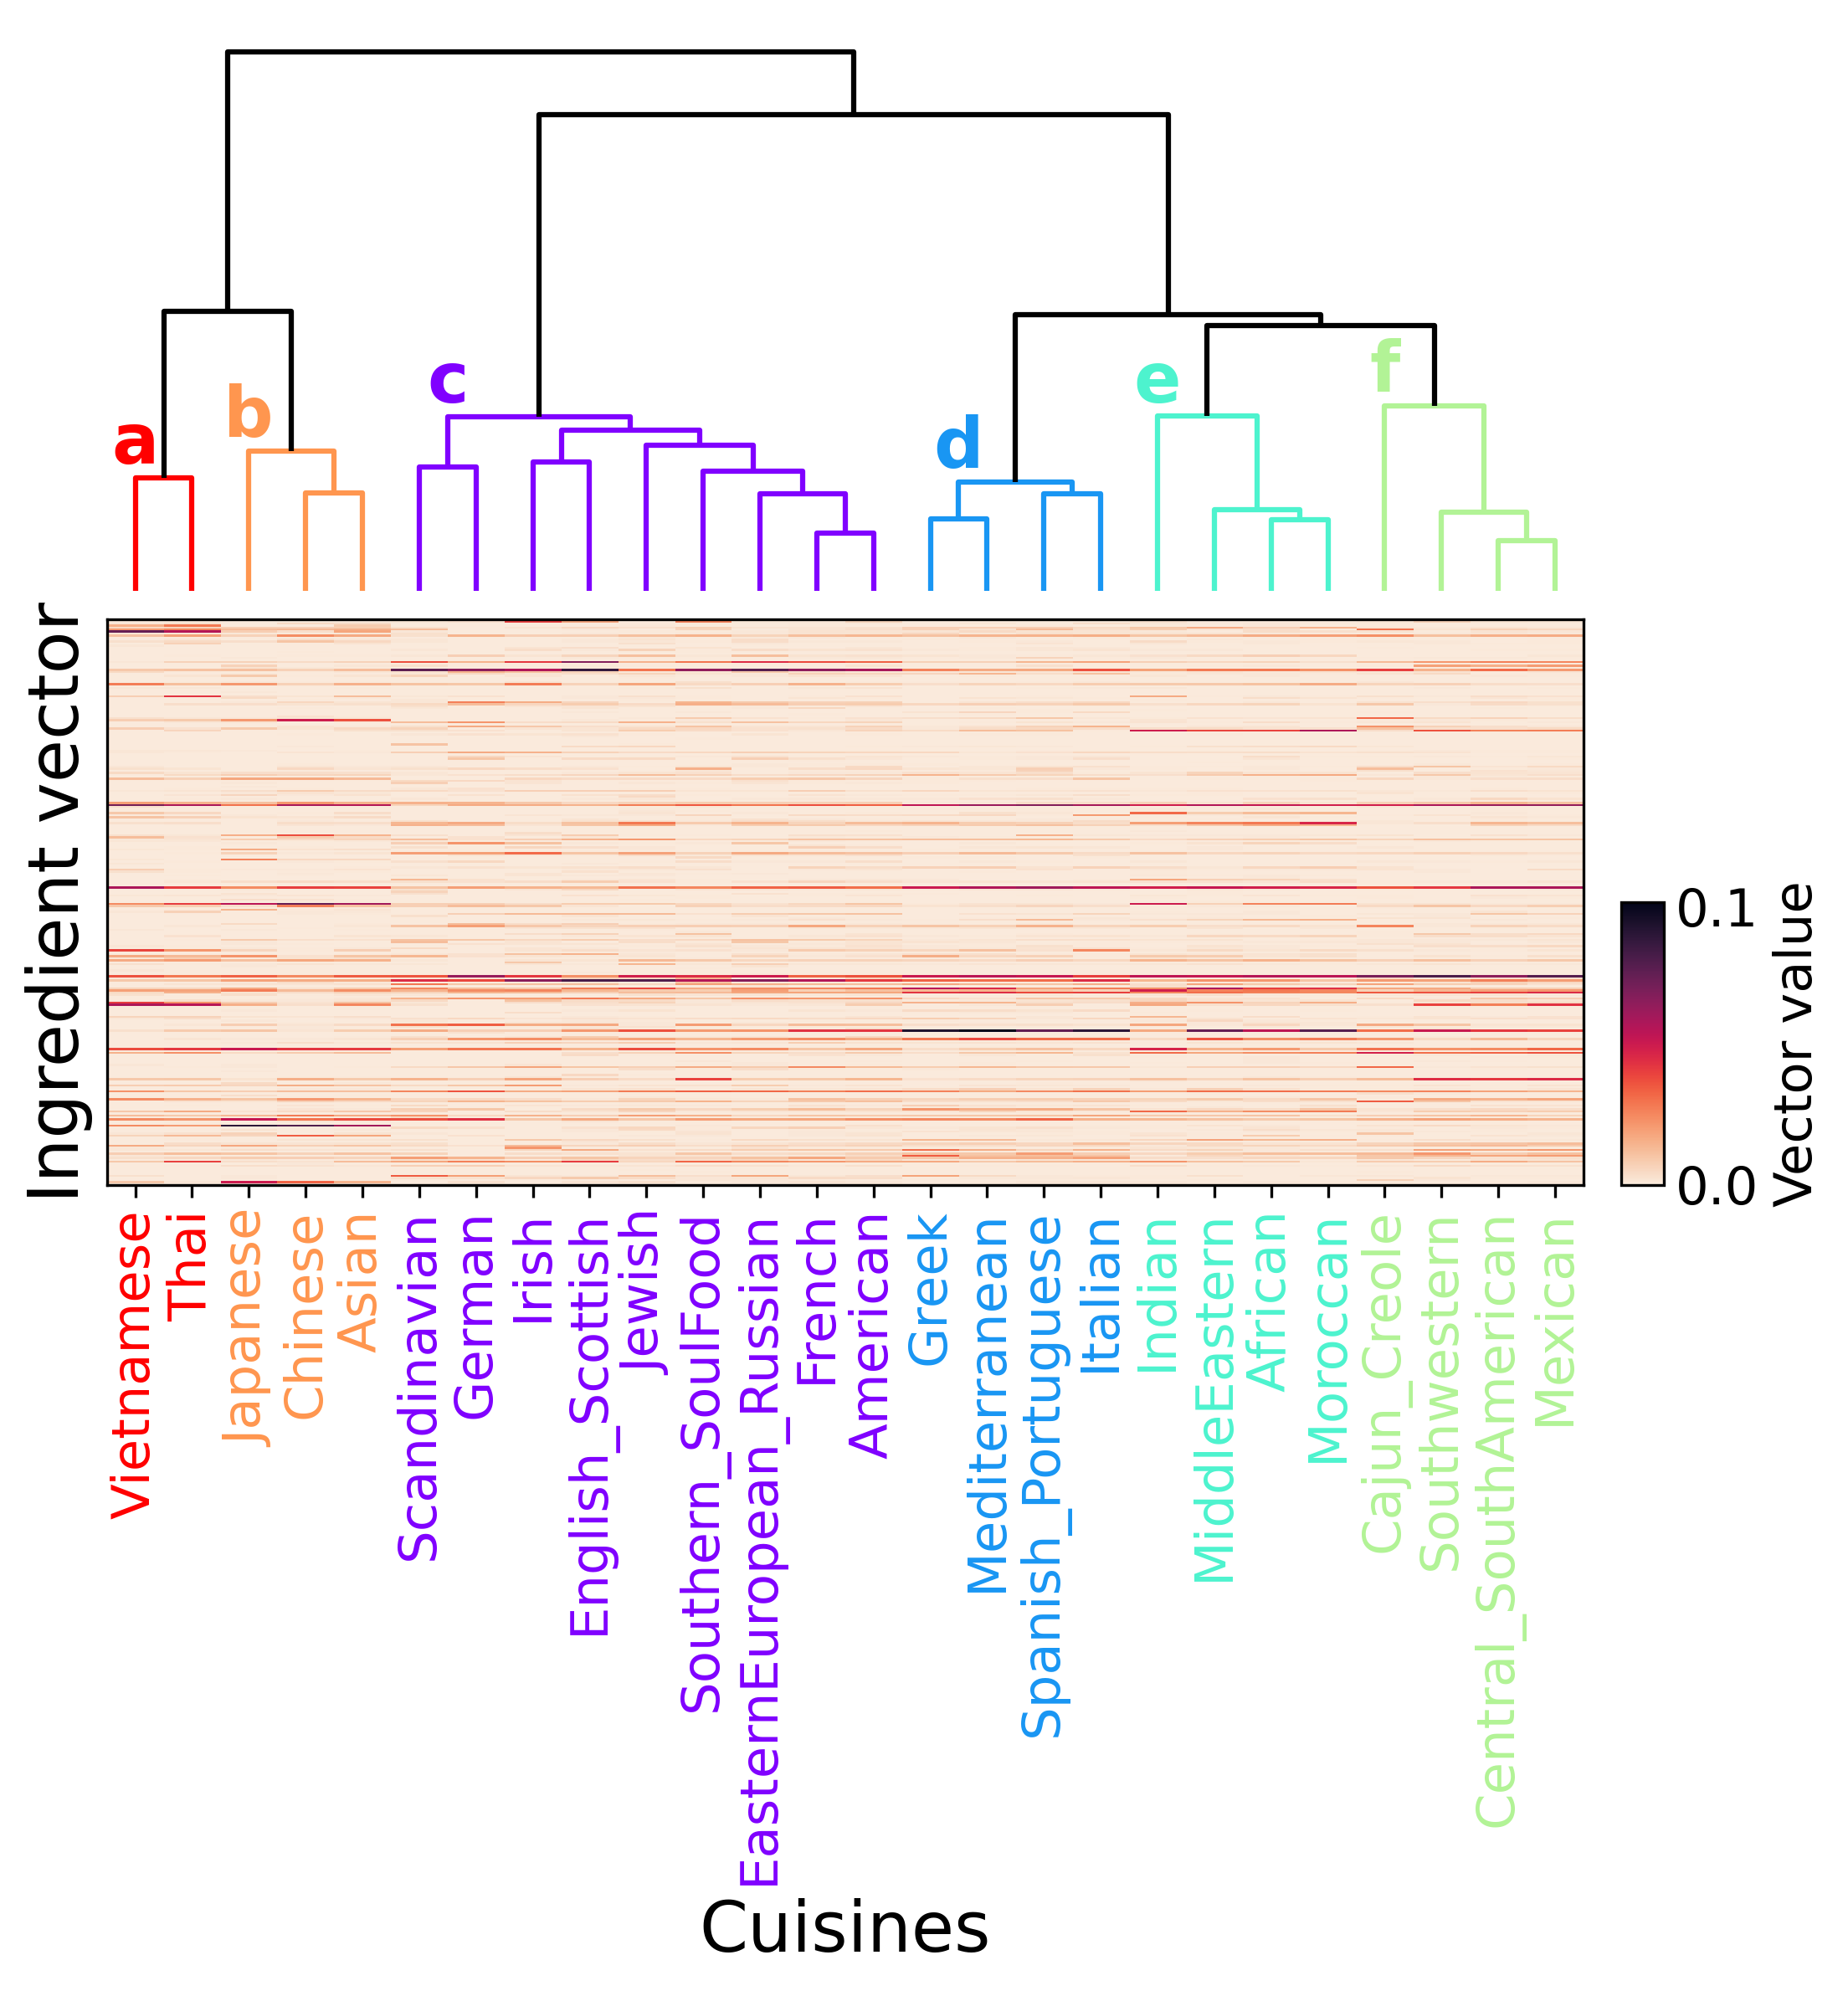 a
b
c
d
e
f
Ingredient vector
0.1
0.0
Vector value
Vietnamese
Thai
Japanese
Chinese
Asian
Scandinavian
German
Irish
English_Scottish
Jewish
Southern_SoulFood
EasternEuropean_Russian
French
American
Greek
Mediterranean
Spanish_Portuguese
Italian
Indian
MiddleEastern
African
Moroccan
Cajun_Creole
Southwestern
Central_SouthAmerican
Mexican
Cuisines